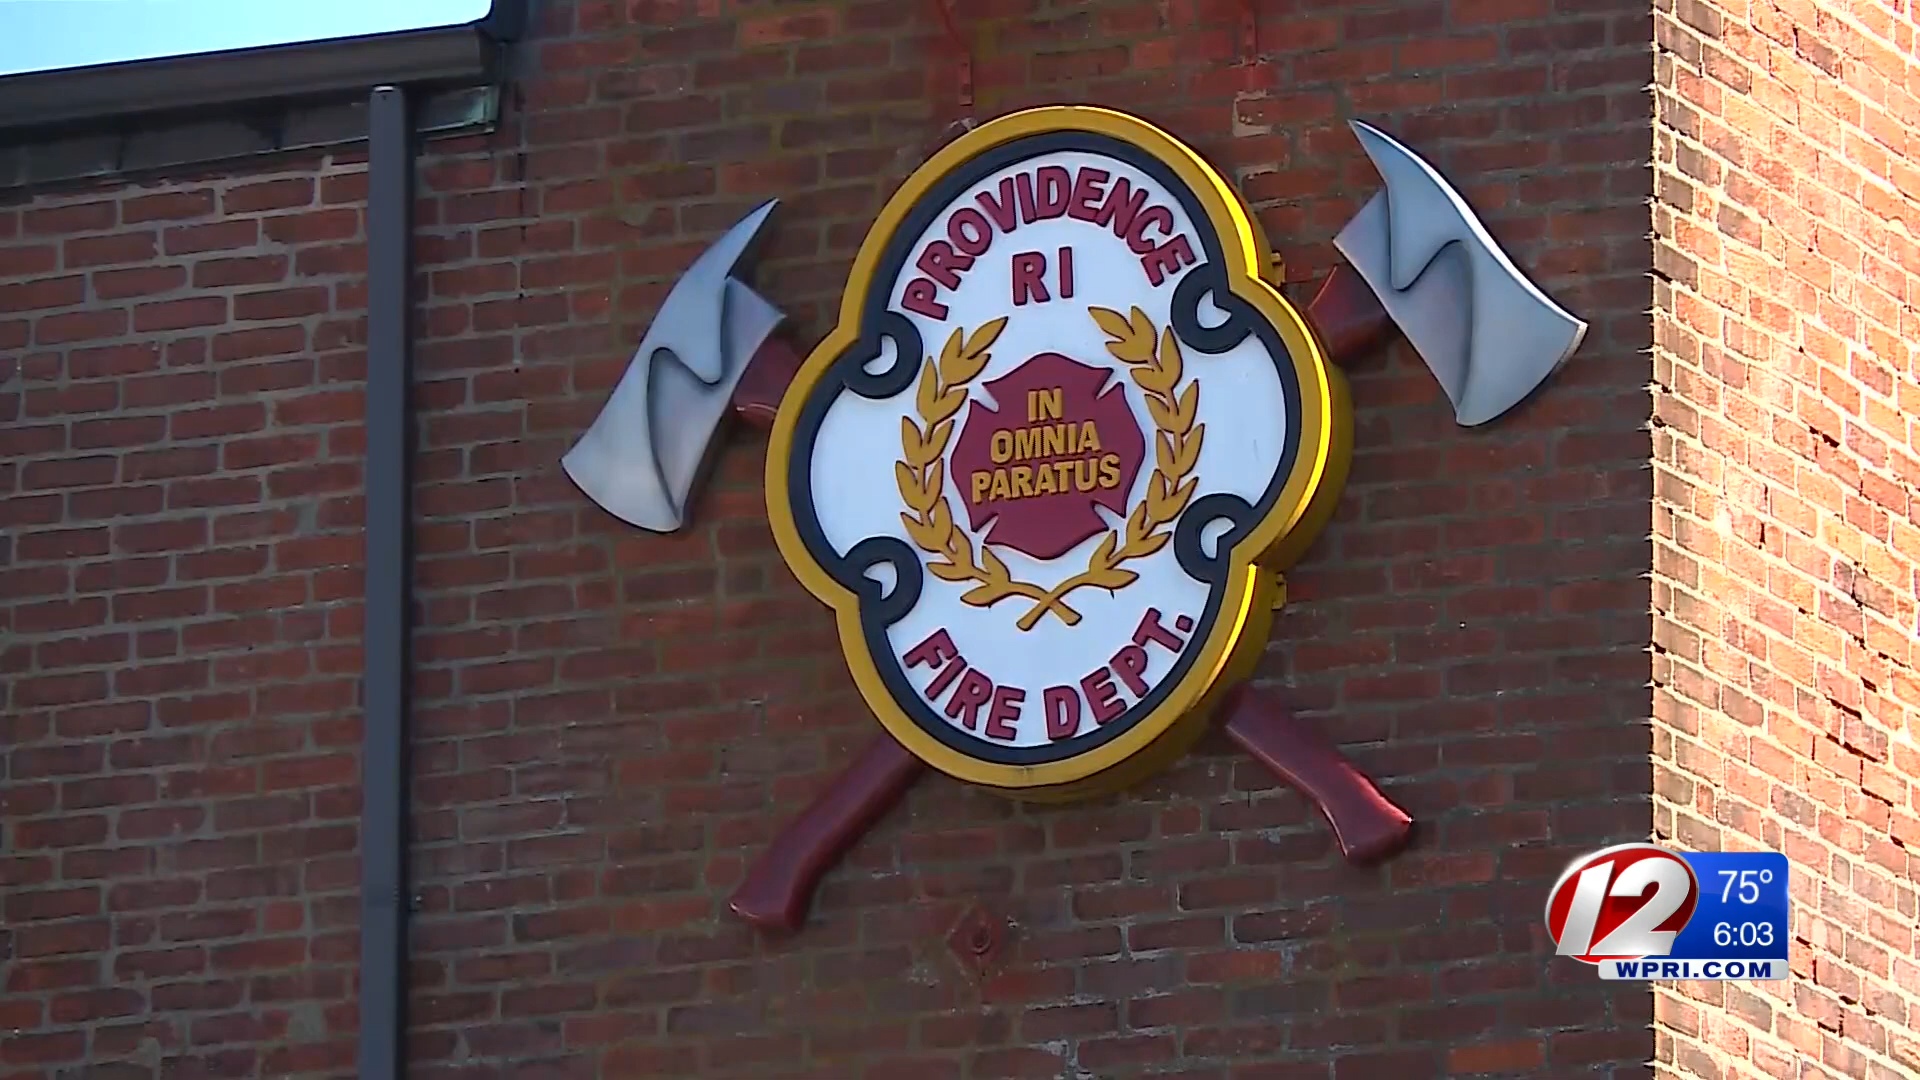 PROVIDENCE
RI
IN
OMNIA
PARATUS
FIRE DEPT.
12
75°
6:03
WPRI.COM